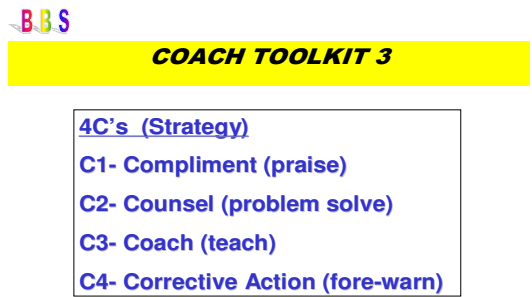 BBS
COACH TOOLKIT 3
4C's (Strategy)
C1- Compliment (praise)
C2- Counsel (problem solve)
C3- Coach (teach)
C4- Corrective Action (fore-warn)